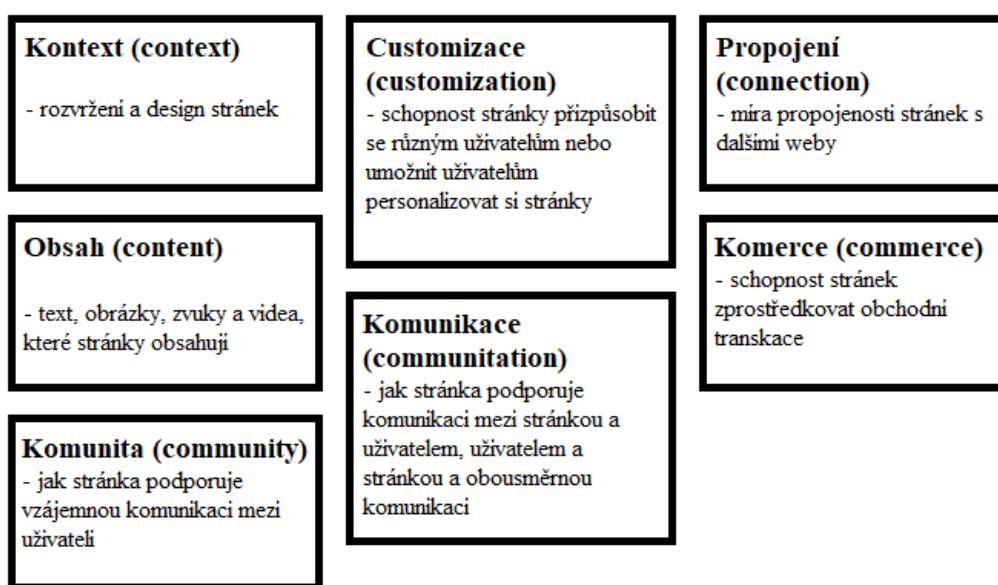 Kontext (context)
- rozvržení a design stránek
Obsah (content)
- text, obrázky, zvuky a videa,
které stránky obsahují
Komunita (community)
- jak stránka podporuje
vzájemnou komunikaci mezi
uživateli
Customizace
(customization)
- schopnost stránky přizpůsobit
se různým uživatelům nebo
umožnit uživatelům
personalizovat si stránky
Komunikace
(communitation)
- jak stránka podporuje
komunikaci mezi stránkou a
uživatelem, uživatelem a
stránkou a obousměrnou
komunikaci
Propojení
(connection)
- míra propojenosti stránek s
dalšími weby
Komerce (commerce)
- schopnost stránek
zprostředkovat obchodní
transkace